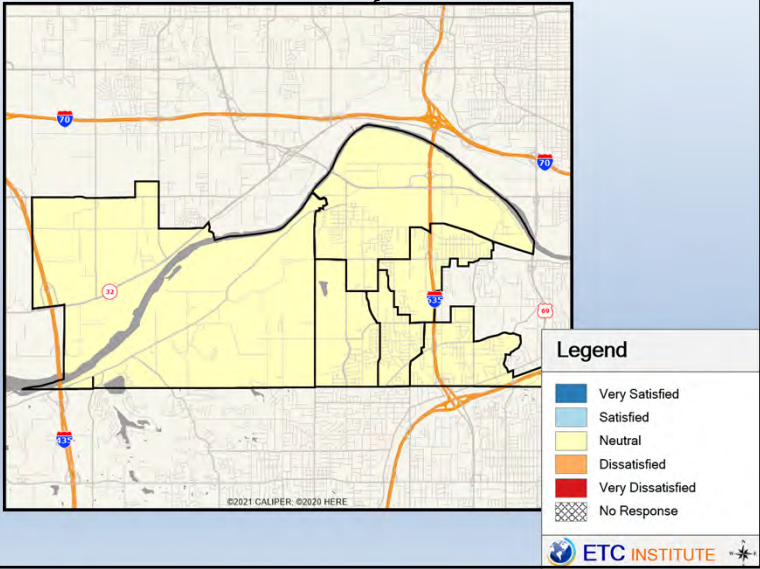 70
70
32
635
69
435
©2021 CALIPER; ©2020 HERE
Legend
Very Satisfied
Satisfied
Neutral
Dissatisfied
Very Dissatisfied
No Response
ETC INSTITUTE